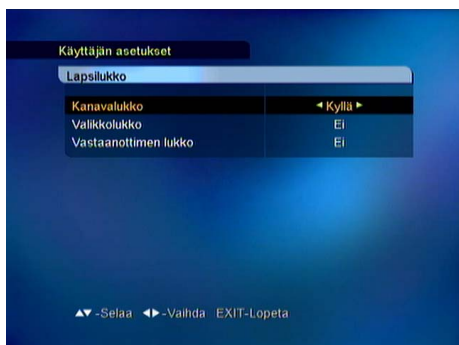 Käyttäjän asetukset
Lapsilukko
Kanavalukko ◄ Kyllä ►
Valikkolukko Ei
Vastaanottimen lukko Ei
▲▼ -Selaa ◄► -Vaihda EXIT-Lopeta